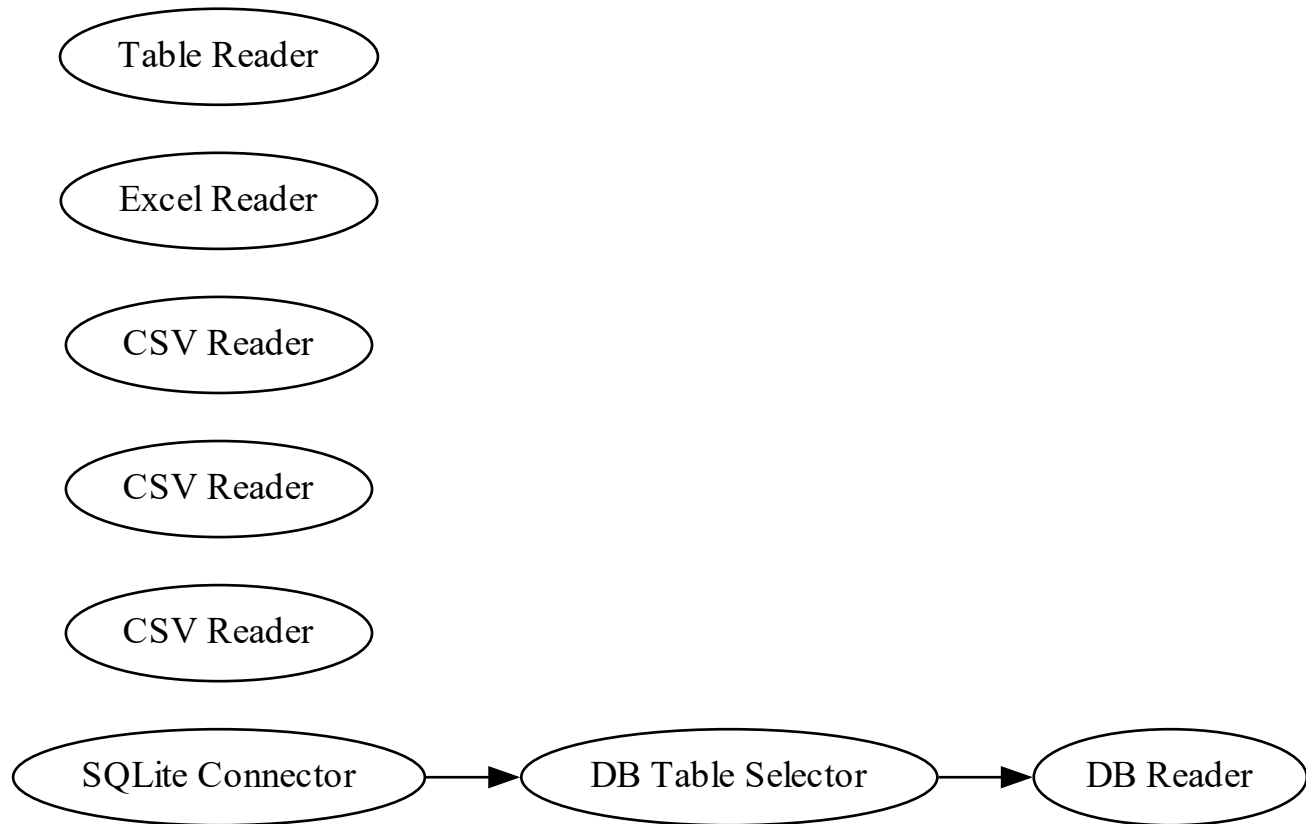 Table Reader
Excel Reader
CSV Reader
CSV Reader
CSV Reader
SQLite Connector
DB Table Selector
DB Reader